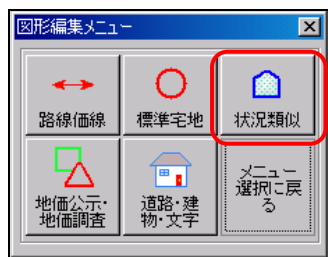 図形編集メニュー
路線価線
標準宅地
状況類似
地価公示・
地価調査
道路・建
物・文字
メニュー
選択に戻
る